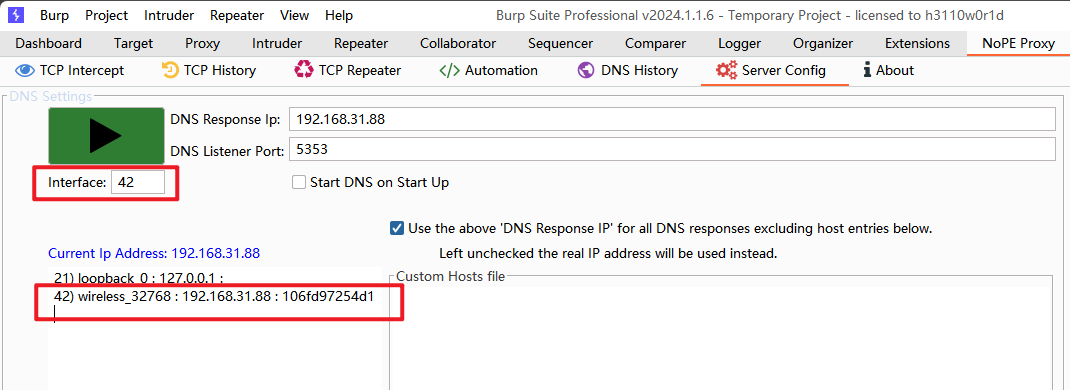 Burp Intruder Repeater View Help Burp Suite Professional v2024.1.1.6 - Temporary Project - licensed to h3110w0r1d
Dashboard Target Proxy Intruder Repeater Collaborator Sequencer Comparer Logger Organizer Extensions NoPE Proxy
TCP Intercept TCP History TCP Repeater Automation DNS History Server Config About
DNS Settings
DNS Response Ip: 192.168.31.88
DNS Listener Port: 5353
Interface: 42 Start DNS on Start Up
Use the above 'DNS Response IP' for all DNS responses excluding host entries below.
Current Ip Address: 192.168.31.88 Left unchecked the real IP address will be used instead.
Custom Hosts file
21) loopback_0 : 127.0.0.1 :
42) wireless_32768 : 192.168.31.88 : 106fd97254d1